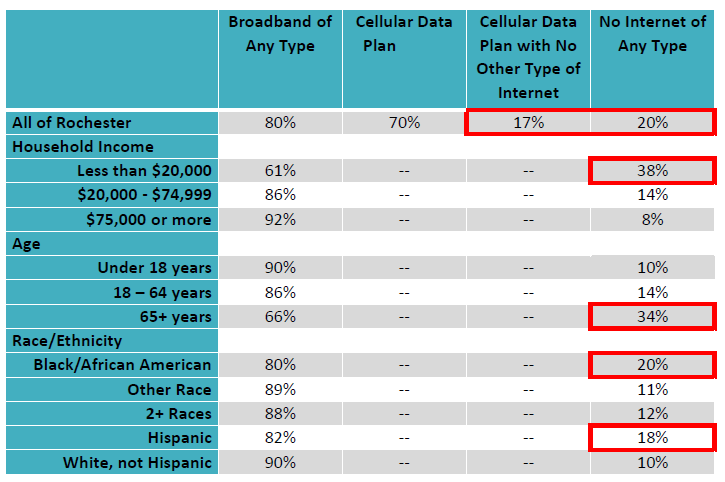 Broadband of Any Type | Cellular Data Plan | Cellular Data Plan with No Other Type of Internet | No Internet of Any Type
All of Rochester 80% 70% 17% 20%
Household Income
Less than $20,000 61% -- -- 38%
$20,000 - $74,999 86% -- -- 14%
$75,000 or more 92% -- -- 8%
Age
Under 18 years 90% -- -- 10%
18 – 64 years 86% -- -- 14%
65+ years 66% -- -- 34%
Race/Ethnicity
Black/African American 80% -- -- 20%
Other Race 89% -- -- 11%
2+ Races 88% -- -- 12%
Hispanic 82% -- -- 18%
White, not Hispanic 90% -- -- 10%